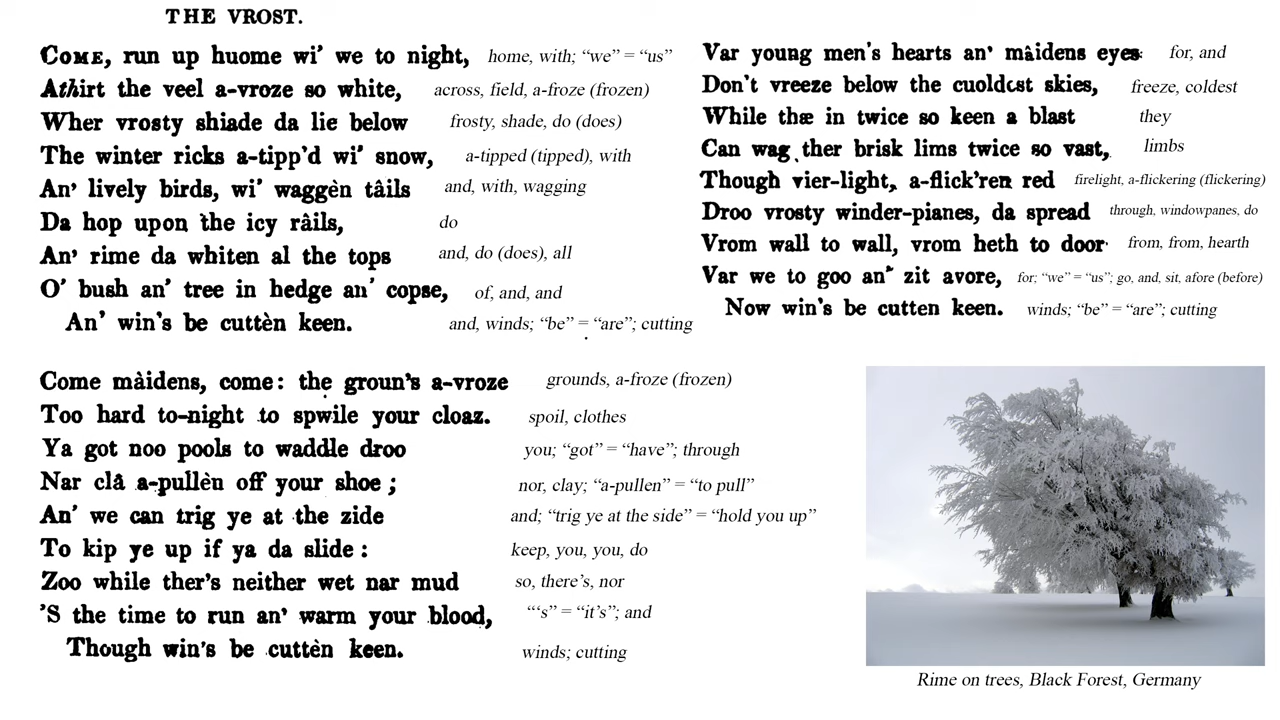 THE VROST.
COME, run up huome wi' we to night, home, with; “we” = “us”
Athirt the veel a-vroze so white, across, field, a-froze (frozen)
Wher vrosty shiade da lie below frosty, shade, do (does)
The winter ricks a-tipp'd wi' snow, a-tipped (tipped), with
An' lively birds, wi' waggèn tâils and, with, wagging
Da hop upon the icy râils, do
An' rime da whiten al the tops and, do (does), all
O' bush an' tree in hedge an' copse, of, and, and
An' win's be cuttèn keen. and, winds; “be” = “are”; cutting
Come màidens, come: the groun's a-vroze grounds, a-froze (frozen)
Too hard to-night to spwile your cloaz. spoil, clothes
Ya got noo pools to waddle droo you; “got” = “have”; through
Nar clâ a-pullèn off your shoe; nor, clay; “a-pullen” = “to pull”
An' we can trig ye at the zide and; “trig ye at the side” = “hold you up”
To kip ye up if ya da slide: keep, you, you, do
Zoo while ther's neither wet nar mud so, there's, nor
'S the time to run an' warm your blood, “‘s” = “it's”; and
Though win's be cuttèn keen. winds; cutting
Var young men's hearts an' mâidens eyes for, and
Don't vreeze below the cuoldest skies, freeze, coldest
While thæ in twice so keen a blast they
Can wag ther brisk lims twice so vast, limbs
Though vier-light, a-flick'ren red firelight, a-flickering (flickering)
Droo vrosty winder-pianes, da spread through, windowpanes, do
Vrom wall to wall, vrom heth to door from, from, hearth
Var we to goo an' zit avore, for; “we” = “us”; go, and, sit, afore (before)
Now win's be cutten keen. winds; “be” = “are”; cutting
Rime on trees, Black Forest, Germany